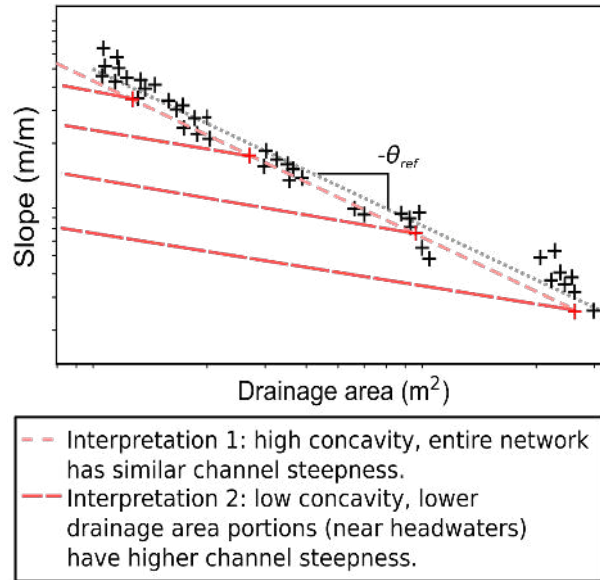 Slope (m/m)
-θref
Drainage area (m²)
Interpretation 1: high concavity, entire network
has similar channel steepness.
Interpretation 2: low concavity, lower
drainage area portions (near headwaters)
have higher channel steepness.